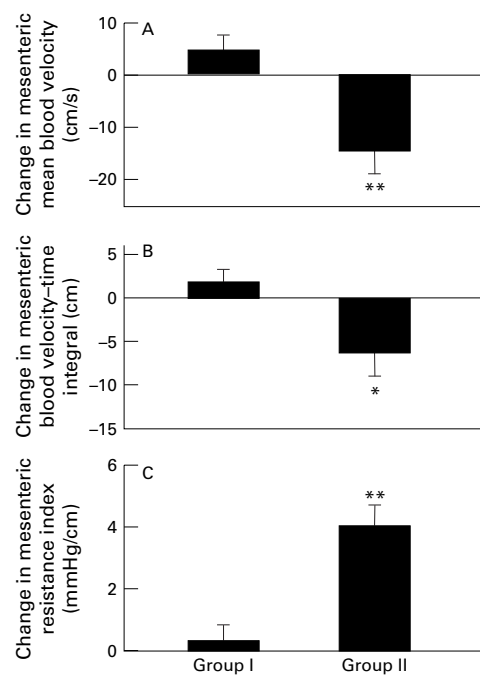 Change in mesenteric
mean blood velocity
(cm/s)
10
0
–10
–20
A
**
Change in mesenteric
blood velocity–time
integral (cm)
5
0
–5
–10
–15
B
*
Change in mesenteric
resistance index
(mmHg/cm)
6
4
2
0
C
**
Group I
Group II